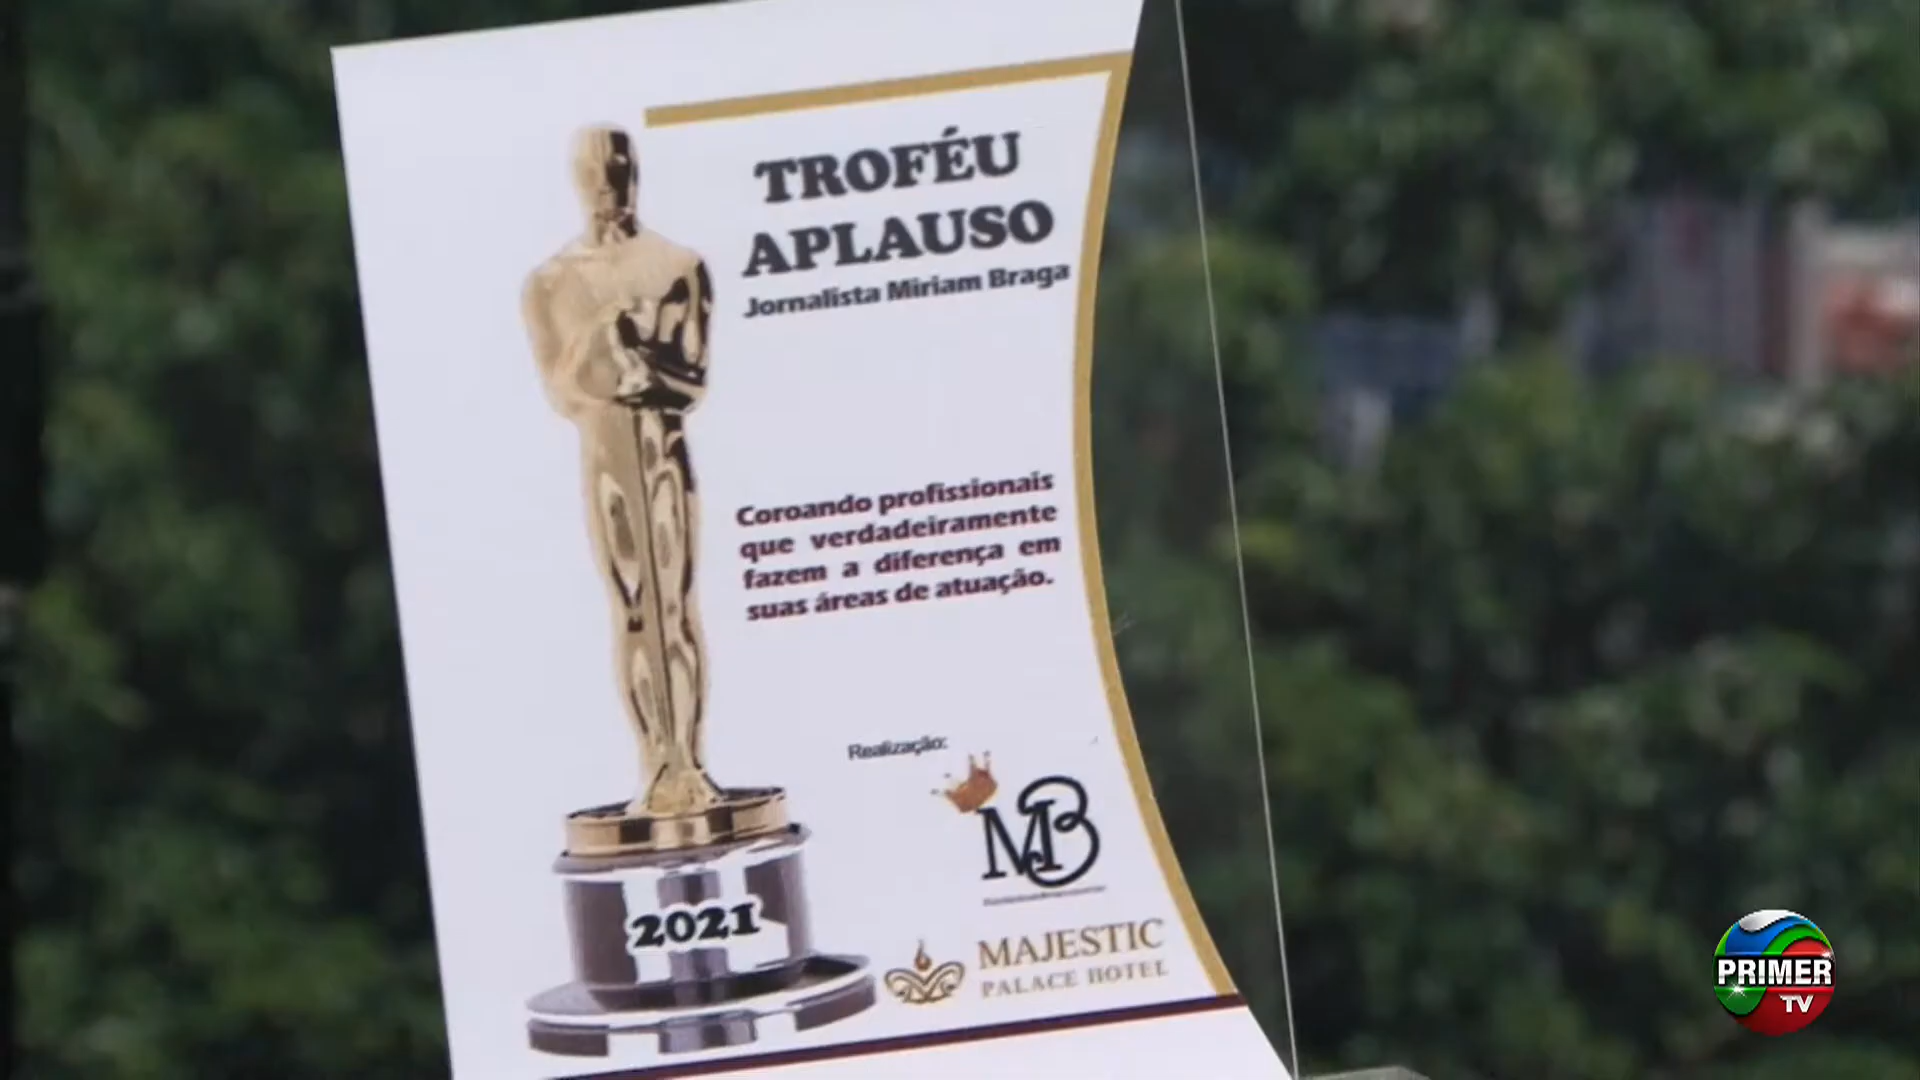 TROFÉU
APLAUSO
Jornalista Miriam Braga
Coroando profissionais
que verdadeiramente
fazem a diferença em
suas áreas de atuação.
Realização:
MB
2021
MAJESTIC
PALACE HOTEL
PRIMER
TV